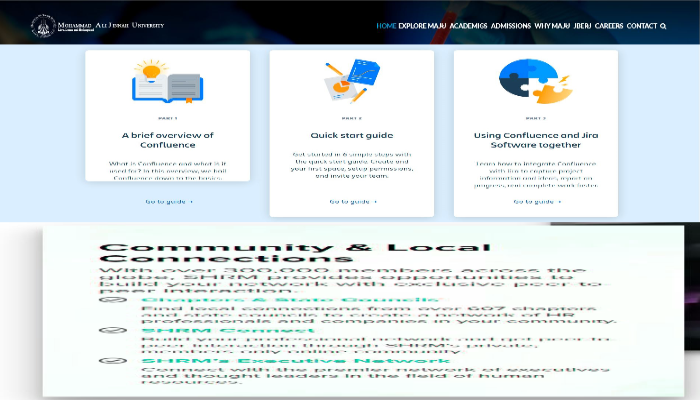 Mohammad Ali Jinnah University
HOME EXPLORE MAJU ACADEMICS ADMISSIONS WHY MAJU JBERJ CAREERS CONTACT
PART 1
A brief overview of
Confluence
What is Confluence and what is it
used for? In this overview, we boil
Confluence down to the basics.
Go to guide
PART 2
Quick start guide
Get started in 6 simple steps with
the quick start guide. Create and
your first space, setup permissions,
and invite your team.
Go to guide
PART 3
Using Confluence and Jira
Software together
Learn how to integrate Confluence
with Jira to capture project
information and ideas, report on
progress, and complete work faster.
Go to guide
Community & Local
Connections
With over 300,000 members across the
globe, SHRM provides opportunities to
build your network with exclusive peer-to-
peer interaction.
Chapters & State Councils
Find local connections from over 607 chapters
and state councils to create a network of HR
professionals and companies in your community.
SHRM Connect
Build your professional network and get peer-to-
peer interaction through SHRM's private,
members-only online community
SHRM's Executive Network
Connect with the premier network of executives
and thought leaders in the field of human
resources.